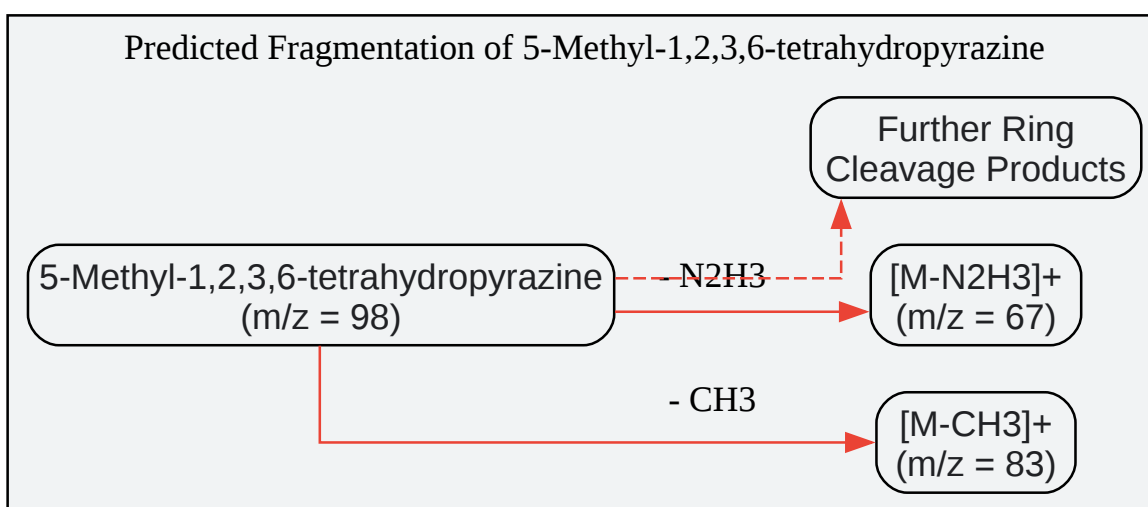 Predicted Fragmentation of 5-Methyl-1,2,3,6-tetrahydropyrazine
Further Ring
Cleavage Products
5-Methyl-1,2,3,6-tetrahydropyrazine
(m/z = 98)
- N2H3
[M-N2H3]+
(m/z = 67)
- CH3
[M-CH3]+
(m/z = 83)